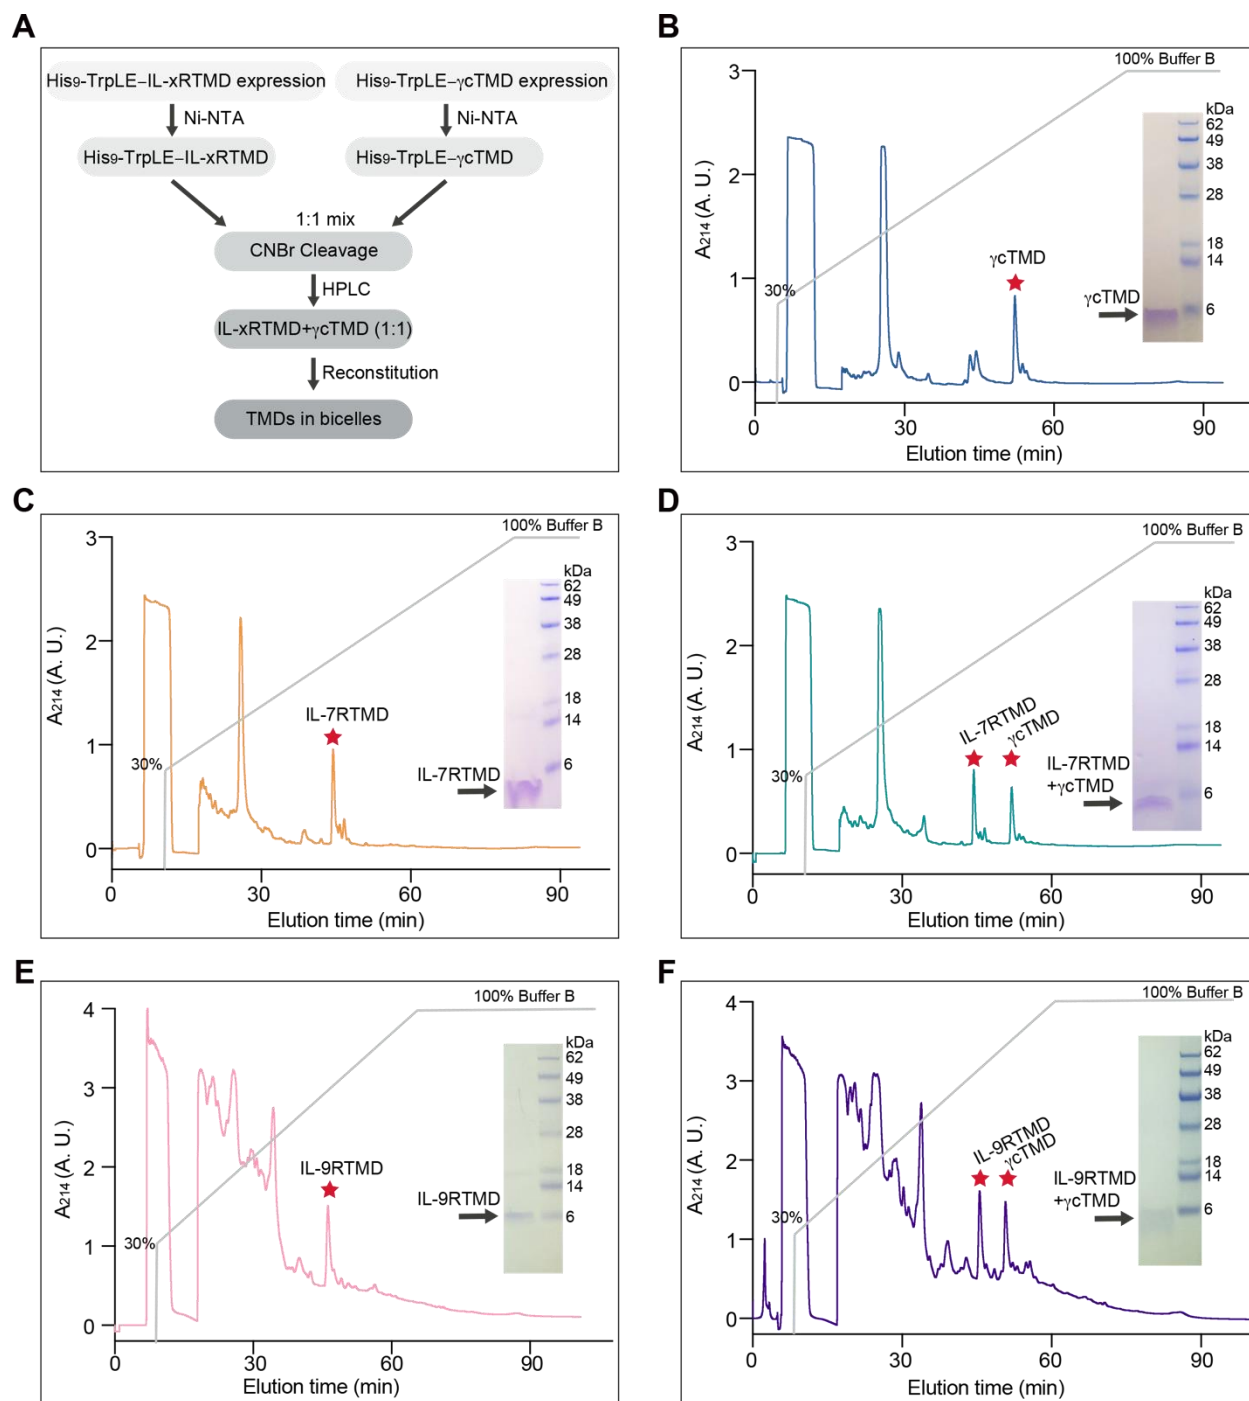 A
His9-TrpLE–IL-xRTMD expression
His9-TrpLE–γcTMD expression
Ni-NTA
Ni-NTA
His9-TrpLE–IL-xRTMD
His9-TrpLE–γcTMD
1:1 mix
CNBr Cleavage
HPLC
IL-xRTMD+γcTMD (1:1)
Reconstitution
TMDs in bicelles
B
100% Buffer B
3
2
1
0
A214 (A. U.)
30%
γcTMD
γcTMD
kDa
62
49
38
28
18
14
6
0
30
60
90
Elution time (min)
C
100% Buffer B
3
2
1
0
A214 (A. U.)
30%
IL-7RTMD
IL-7RTMD
kDa
62
49
38
28
18
14
6
0
30
60
90
Elution time (min)
D
100% Buffer B
3
2
1
0
A214 (A. U.)
30%
IL-7RTMD
γcTMD
IL-7RTMD
+γcTMD
kDa
62
49
38
28
18
14
6
0
30
60
90
Elution time (min)
E
100% Buffer B
4
3
2
1
0
A214 (A. U.)
30%
IL-9RTMD
IL-9RTMD
kDa
62
49
38
28
18
14
6
0
30
60
90
Elution time (min)
F
100% Buffer B
4
3
2
1
0
A214 (A. U.)
30%
IL-9RTMD
γcTMD
IL-9RTMD
+γcTMD
kDa
62
49
38
28
18
14
6
0
30
60
90
Elution time (min)